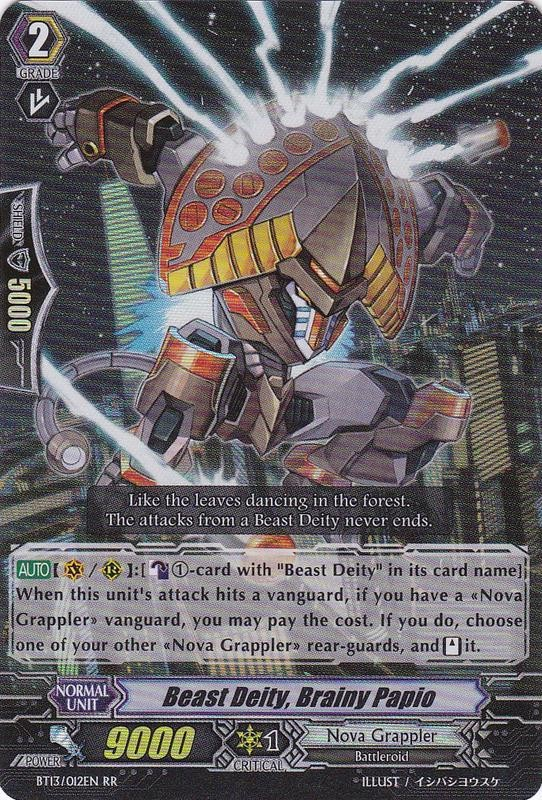 2
GRADE
SHIELD
5000
Like the leaves dancing in the forest.
The attacks from a Beast Deity never ends.
AUTO[ / ]:[①-card with "Beast Deity" in its card name]
When this unit's attack hits a vanguard, if you have a «Nova
Grappler» vanguard, you may pay the cost. If you do, choose
one of your other «Nova Grappler» rear-guards, and it.
NORMAL
UNIT
Beast Deity, Brainy Papio
POWER
9000
1
CRITICAL
Nova Grappler
Battleroid
BT13/012EN RR
ILLUST / イシバシヨウスケ